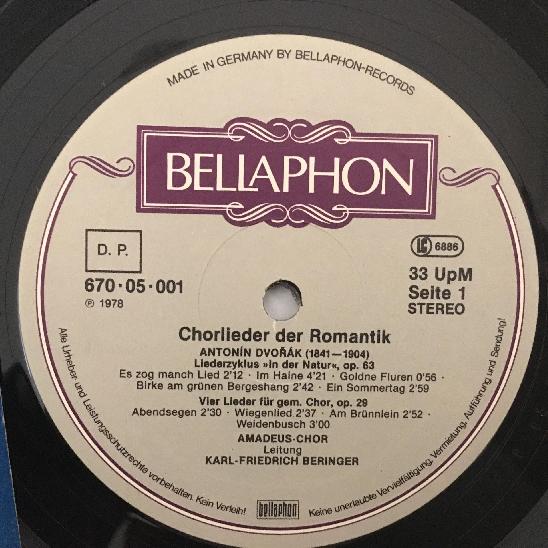 MADE IN GERMANY BY BELLAPHON-RECORDS
BELLAPHON
D. P.
LC 6886
670·05·001
33 UpM
℗ 1978
Seite 1
STEREO
Chorlieder der Romantik
ANTONÍN DVOŘÁK (1841—1904)
Liederzyklus »in der Natur«, op. 63
Es zog manch Lied 2'12 · Im Haine 4'21 · Goldne Fluren 0'56 ·
Birke am grünen Bergeshang 2'42 · Ein Sommertag 2'59
Vier Lieder für gem. Chor, op. 29
Abendsegen 2'30 · Wiegenlied 2'37 · Am Brünnlein 2'52 ·
Weidenbusch 3'00
AMADEUS-CHOR
Leitung
KARL-FRIEDRICH BERINGER
Alle Urheber und Leistungsschutzrechte vorbehalten. Kein Verleih!
bellaphon
Keine unerlaubte Vervielfältigung, Vermietung, Aufführung und Sendung!